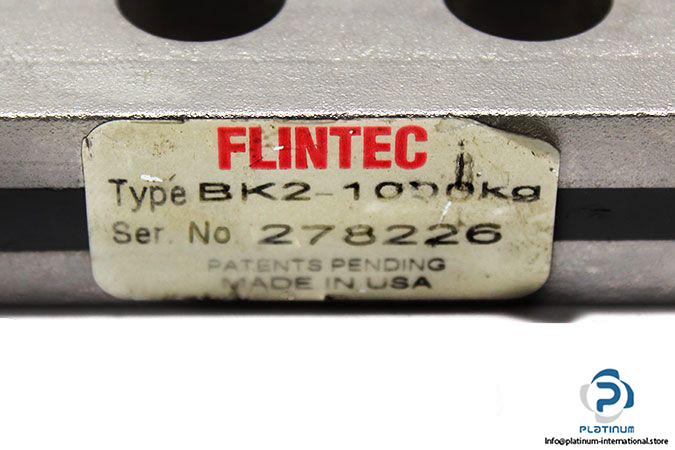 FLINTEC
Type BK2-1000kg
Ser. No 278226
PATENTS PENDING
MADE IN USA
PLATINUM
Info@platinum-international.store